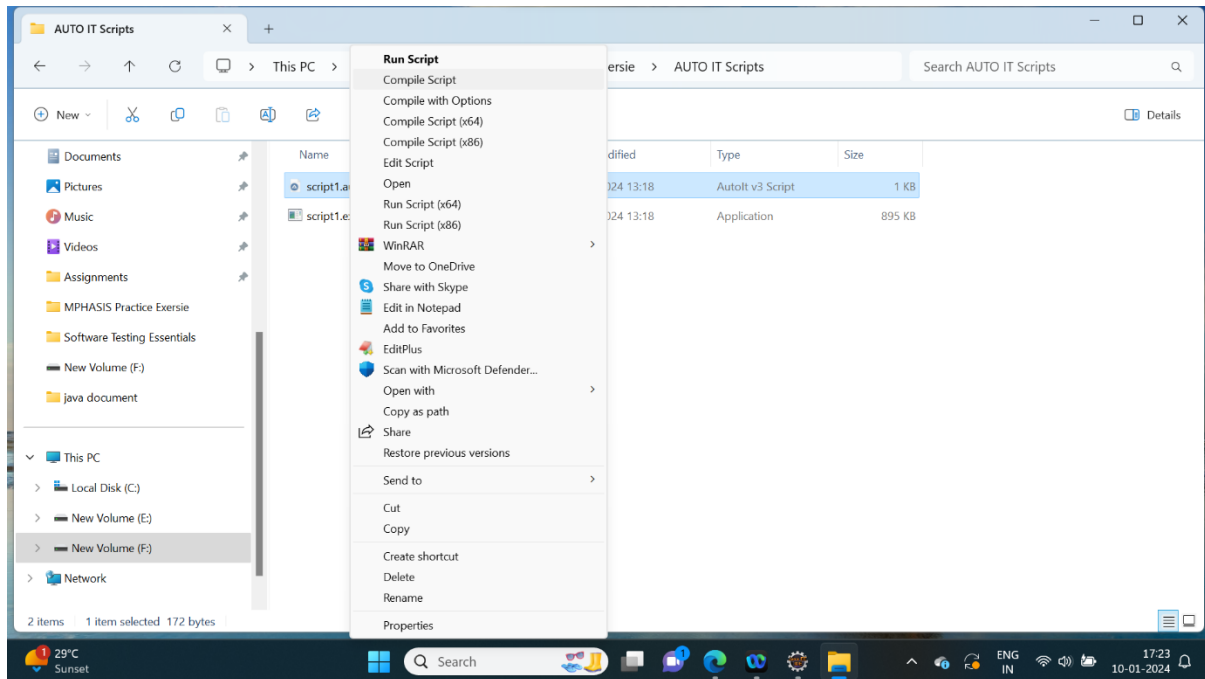 AUTO IT Scripts
This PC > ersie > AUTO IT Scripts
Search AUTO IT Scripts
New
Details
Documents
Pictures
Music
Videos
Assignments
MPHASIS Practice Exersie
Software Testing Essentials
New Volume (F:)
java document
This PC
Local Disk (C:)
New Volume (E:)
New Volume (F:)
Network
Name dified Type Size
script1.a 024 13:18 AutoIt v3 Script 1 KB
script1.e 024 13:18 Application 895 KB
Run Script
Compile Script
Compile with Options
Compile Script (x64)
Compile Script (x86)
Edit Script
Open
Run Script (x64)
Run Script (x86)
WinRAR
Move to OneDrive
Share with Skype
Edit in Notepad
Add to Favorites
EditPlus
Scan with Microsoft Defender...
Open with
Copy as path
Share
Restore previous versions
Send to
Cut
Copy
Create shortcut
Delete
Rename
Properties
2 items 1 item selected 172 bytes
1
29°C
Sunset
Search
ENG
IN
17:23
10-01-2024